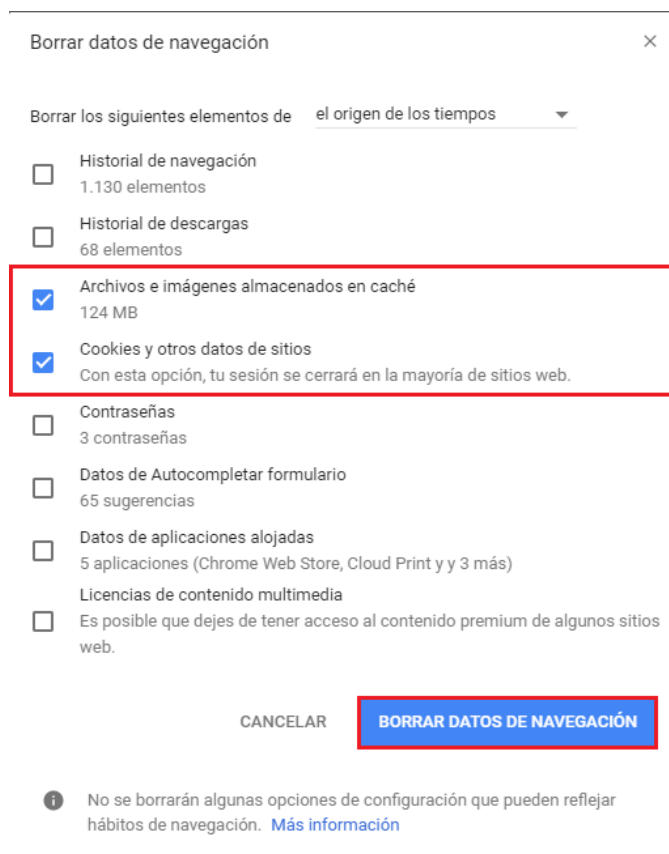 Borrar datos de navegación
Borrar los siguientes elementos de el origen de los tiempos
Historial de navegación
1.130 elementos
Historial de descargas
68 elementos
Archivos e imágenes almacenados en caché
124 MB
Cookies y otros datos de sitios
Con esta opción, tu sesión se cerrará en la mayoría de sitios web.
Contraseñas
3 contraseñas
Datos de Autocompletar formulario
65 sugerencias
Datos de aplicaciones alojadas
5 aplicaciones (Chrome Web Store, Cloud Print y y 3 más)
Licencias de contenido multimedia
Es posible que dejes de tener acceso al contenido premium de algunos sitios
web.
CANCELAR BORRAR DATOS DE NAVEGACIÓN
No se borrarán algunas opciones de configuración que pueden reflejar
hábitos de navegación. Más información